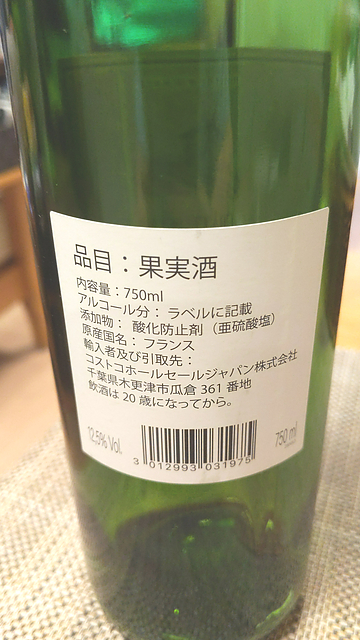 品目：果実酒
内容量：750ml
アルコール分： ラベルに記載
添加物： 酸化防止剤（亜硫酸塩）
原産国名：フランス
輸入者及び引取先：
コストコホールセールジャパン株式会社
千葉県木更津市瓜倉 361 番地
飲酒は 20 歳になってから。
12.5% Vol.
750 ml
3 012993 031975